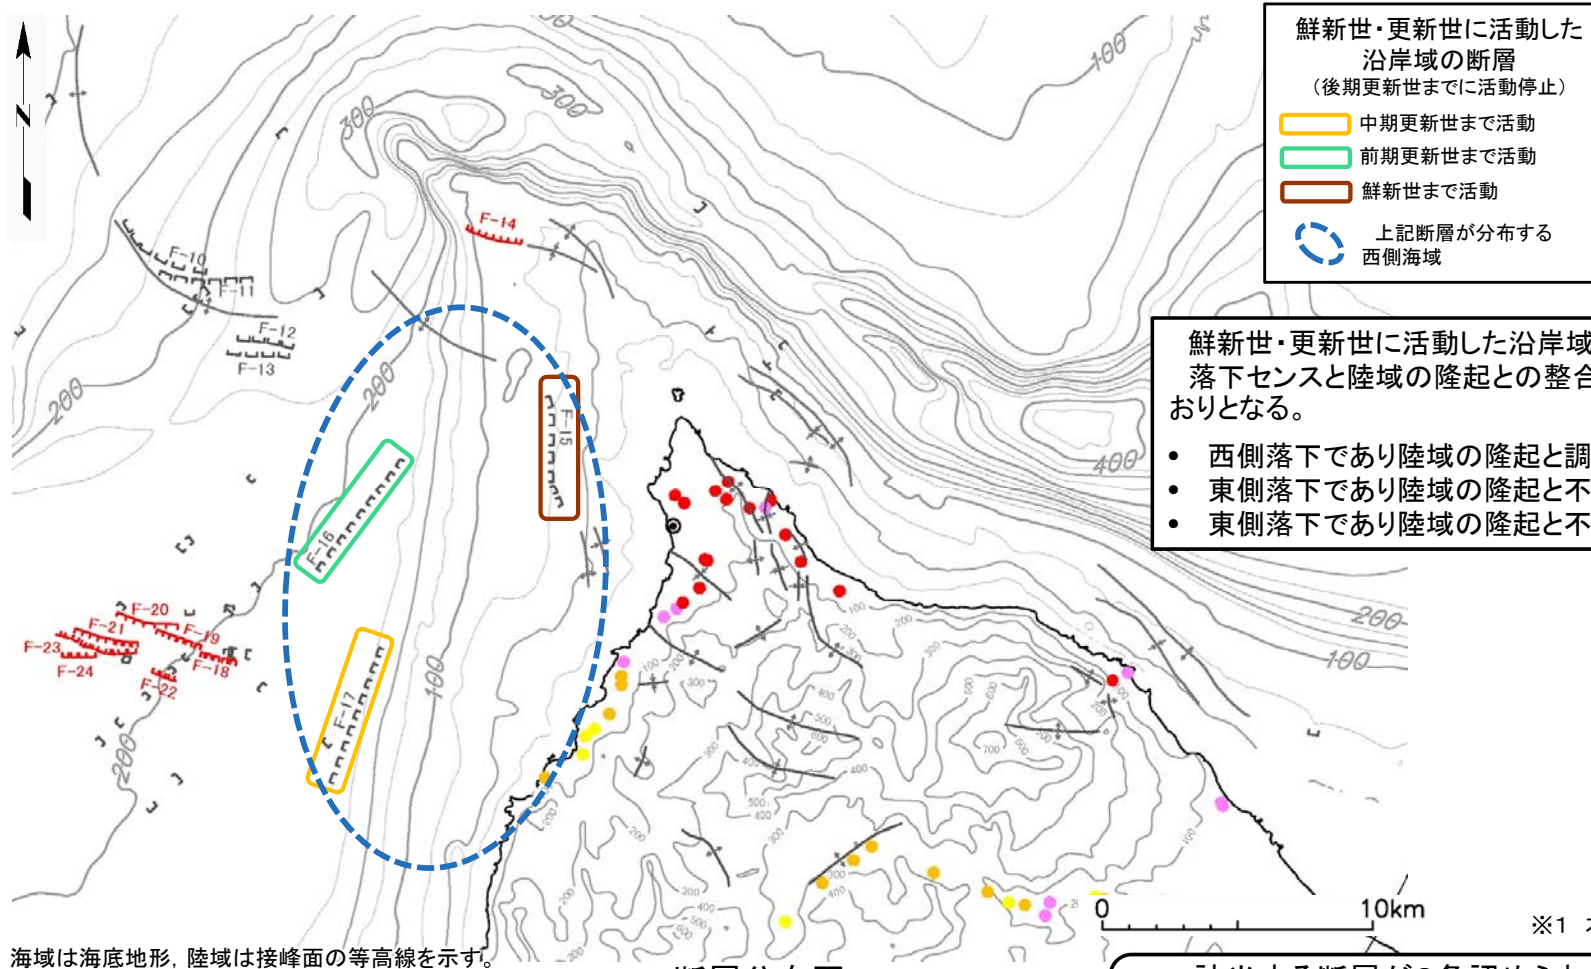 鮮新世・更新世に活動した
沿岸域の断層
(後期更新世までに活動停止)
中期更新世まで活動
前期更新世まで活動
鮮新世まで活動
上記断層が分布する
西側海域
鮮新世・更新世に活動した沿岸域
落下センスと陸域の隆起との整合
おりとなる。
• 西側落下であり陸域の隆起と調
• 東側落下であり陸域の隆起と不
• 東側落下であり陸域の隆起と不
N
100
300
300
F-14
F-10
F-11
F-12
F-13
200
200
F-15
400
F-16
F-20
F-21
F-19
F-23
F-18
F-24
F-22
F-17
100
200
200
100
0 10km
※1
海域は海底地形, 陸域は接峰面の等高線を示す。